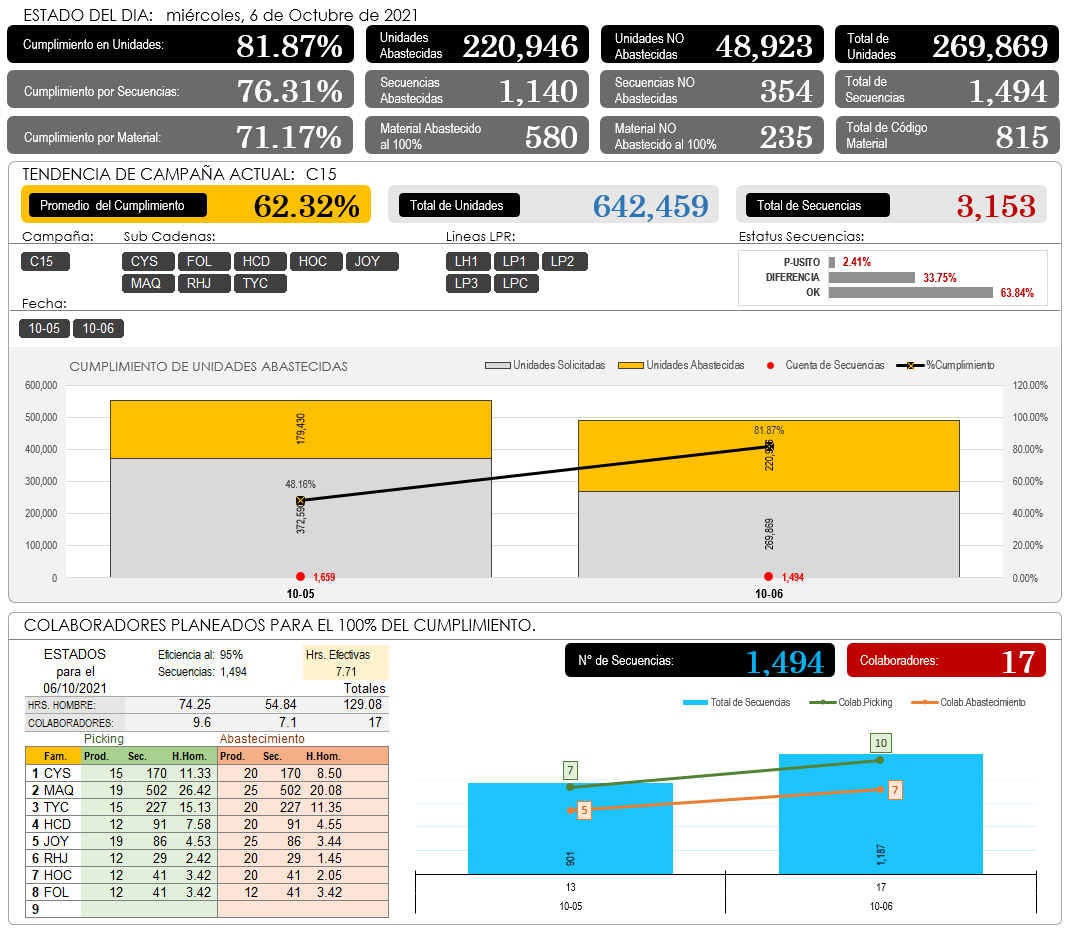 ESTADO DEL DIA: miércoles, 6 de Octubre de 2021
Cumplimiento en Unidades: 81.87%
Unidades Abastecidas 220,946
Unidades NO Abastecidas 48,923
Total de Unidades 269,869
Cumplimiento por Secuencias: 76.31%
Secuencias Abastecidas 1,140
Secuencias NO Abastecidas 354
Total de Secuencias 1,494
Cumplimiento por Material: 71.17%
Material Abastecido al 100% 580
Material NO Abastecido al 100% 235
Total de Código Material 815
TENDENCIA DE CAMPAÑA ACTUAL: C15
Promedio del Cumplimiento 62.32%
Total de Unidades 642,459
Total de Secuencias 3,153
Campaña:
C15
Sub Cadenas:
CYS FOL HCD HOC JOY
MAQ RHJ TYC
Lineas LPR:
LH1 LP1 LP2
LP3 LPC
Estatus Secuencias:
P-USITO 2.41%
DIFERENCIA 33.75%
OK 63.84%
Fecha:
10-05 10-06
CUMPLIMIENTO DE UNIDADES ABASTECIDAS
Unidades Solicitadas Unidades Abastecidas Cuenta de Secuencias %Cumplimiento
600,000 120.00%
500,000 100.00%
400,000 80.00%
300,000 60.00%
200,000 40.00%
100,000 20.00%
0 0.00%
179,430
48.16%
1,659
81.87%
269,869
1,494
10-05 10-06
COLABORADORES PLANEADOS PARA EL 100% DEL CUMPLIMIENTO.
ESTADOS para el 06/10/2021
Eficiencia al: 95%
Secuencias: 1,494
Hrs. Efectivas
7.71
Totales
HRS. HOMBRE: 74.25 54.84 129.08
COLABORADORES: 9.6 7.1 17
Picking Abastecimiento
Fam. Prod. Sec. H.Hom. Prod. Sec. H.Hom.
1 CYS 15 170 11.33 20 170 8.50
2 MAQ 19 502 26.42 25 502 20.08
3 TYC 15 227 15.13 20 227 11.35
4 HCD 12 91 7.58 20 91 4.55
5 JOY 19 86 4.53 25 86 3.44
6 RHJ 12 29 2.42 20 29 1.45
7 HOC 12 41 3.42 20 41 2.05
8 FOL 12 41 3.42 12 41 3.42
9
N° de Secuencias: 1,494
Colaboradores: 17
Total de Secuencias Colab.Picking Colab.Abastecimiento
7
5
10
7
901
1,187
13 17
10-05 10-06